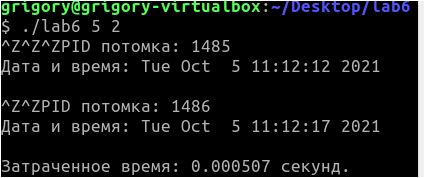 grigory@grigory-virtualbox:~/Desktop/lab6
$ ./lab6 5 2
^Z^Z^ZPID потомка: 1485
Дата и время: Tue Oct  5 11:12:12 2021
^Z^ZPID потомка: 1486
Дата и время: Tue Oct  5 11:12:17 2021
Затраченное время: 0.000507 секунд.